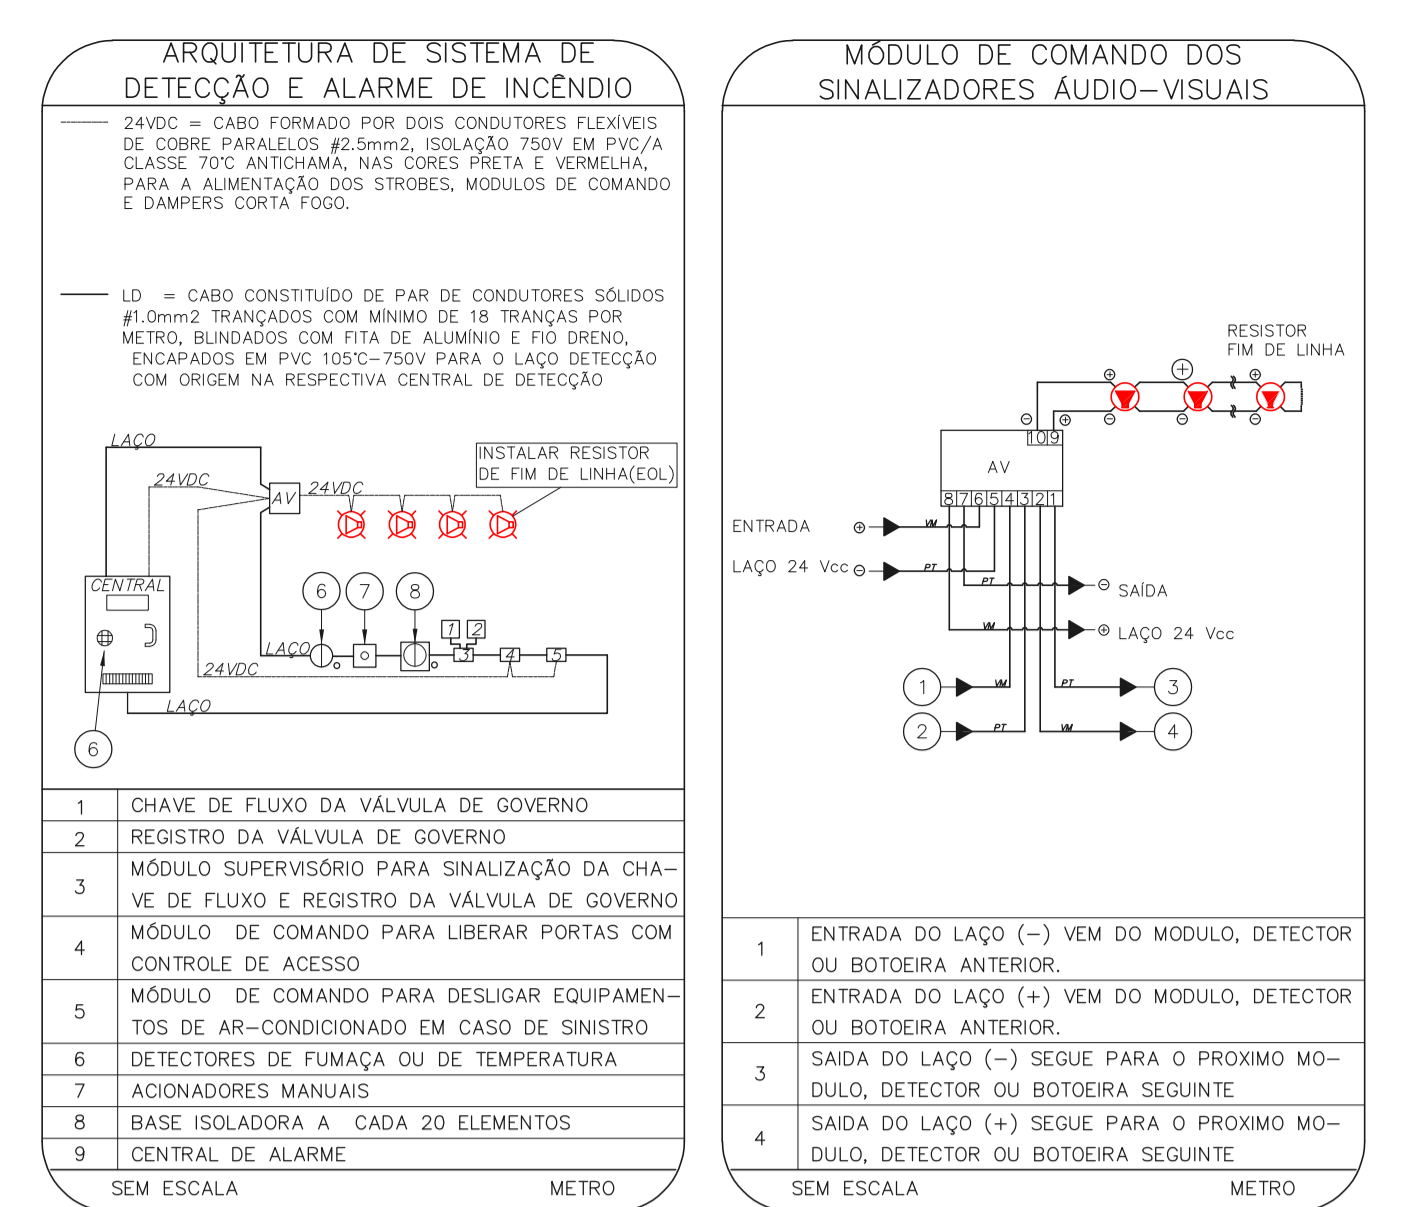 ARQUITETURA DE SISTEMA DE
DETECÇÃO E ALARME DE INCÊNDIO
24VDC = CABO FORMADO POR DOIS CONDUTORES FLEXÍVEIS
DE COBRE PARALELOS #2.5mm2, ISOLAÇÃO 750V EM PVC/A
CLASSE 70°C ANTICHAMA, NAS CORES PRETA E VERMELHA,
PARA A ALIMENTAÇÃO DOS STROBES, MODULOS DE COMANDO
E DAMPERS CORTA FOGO.
LD = CABO CONSTITUÍDO DE PAR DE CONDUTORES SÓLIDOS
#1.0mm2 TRANÇADOS COM MÍNIMO DE 18 TRANÇAS POR
METRO, BLINDADOS COM FITA DE ALUMÍNIO E FIO DRENO,
ENCAPADOS EM PVC 105°C-750V PARA O LAÇO DETECÇÃO
COM ORIGEM NA RESPECTIVA CENTRAL DE DETECÇÃO
LAÇO
INSTALAR RESISTOR
DE FIM DE LINHA(EOL)
24VDC
AV
24VDC
CENTRAL
6
7
8
1
2
LAÇO
3
4
5
24VDC
LAÇO
6
1 CHAVE DE FLUXO DA VÁLVULA DE GOVERNO
2 REGISTRO DA VÁLVULA DE GOVERNO
3 MÓDULO SUPERVISÓRIO PARA SINALIZAÇÃO DA CHA-
VE DE FLUXO E REGISTRO DA VÁLVULA DE GOVERNO
4 MÓDULO DE COMANDO PARA LIBERAR PORTAS COM
CONTROLE DE ACESSO
5 MÓDULO DE COMANDO PARA DESLIGAR EQUIPAMEN-
TOS DE AR-CONDICIONADO EM CASO DE SINISTRO
6 DETECTORES DE FUMAÇA OU DE TEMPERATURA
7 ACIONADORES MANUAIS
8 BASE ISOLADORA A CADA 20 ELEMENTOS
9 CENTRAL DE ALARME
SEM ESCALA METRO
MÓDULO DE COMANDO DOS
SINALIZADORES ÁUDIO-VISUAIS
RESISTOR
FIM DE LINHA
+ + +
- + - - -
10 9
AV
8 7 6 5 4 3 2 1
ENTRADA + VM
LAÇO 24 Vcc - PT
PT - SAÍDA
VM + LAÇO 24 Vcc
1 VM PT 3
2 PT VM 4
1 ENTRADA DO LAÇO (-) VEM DO MODULO, DETECTOR
OU BOTOEIRA ANTERIOR.
2 ENTRADA DO LAÇO (+) VEM DO MODULO, DETECTOR
OU BOTOEIRA ANTERIOR.
3 SAIDA DO LAÇO (-) SEGUE PARA O PROXIMO MO-
DULO, DETECTOR OU BOTOEIRA SEGUINTE
4 SAIDA DO LAÇO (+) SEGUE PARA O PROXIMO MO-
DULO, DETECTOR OU BOTOEIRA SEGUINTE
SEM ESCALA METRO